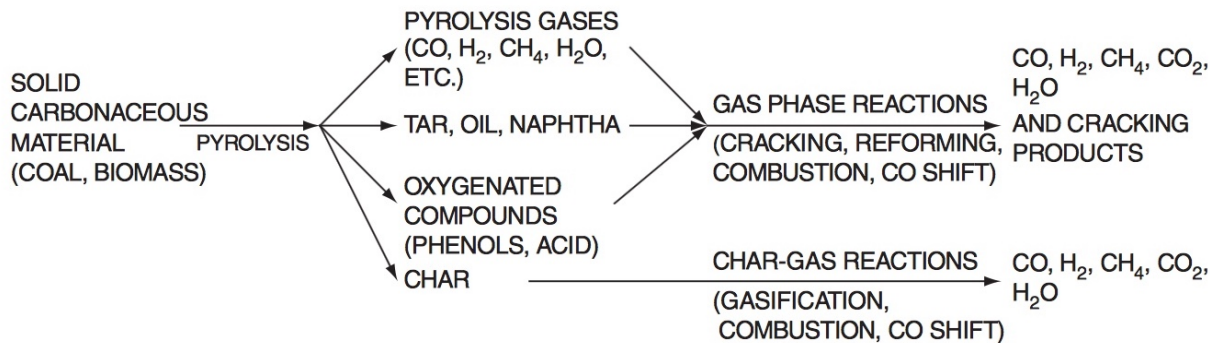 SOLID
CARBONACEOUS
MATERIAL
(COAL, BIOMASS)
PYROLYSIS
PYROLYSIS GASES
(CO, H₂, CH₄, H₂O,
ETC.)
TAR, OIL, NAPHTHA
OXYGENATED
COMPOUNDS
(PHENOLS, ACID)
CHAR
GAS PHASE REACTIONS
(CRACKING, REFORMING,
COMBUSTION, CO SHIFT)
CO, H₂, CH₄, CO₂,
H₂O
AND CRACKING
PRODUCTS
CHAR-GAS REACTIONS
(GASIFICATION,
COMBUSTION, CO SHIFT)
CO, H₂, CH₄, CO₂,
H₂O